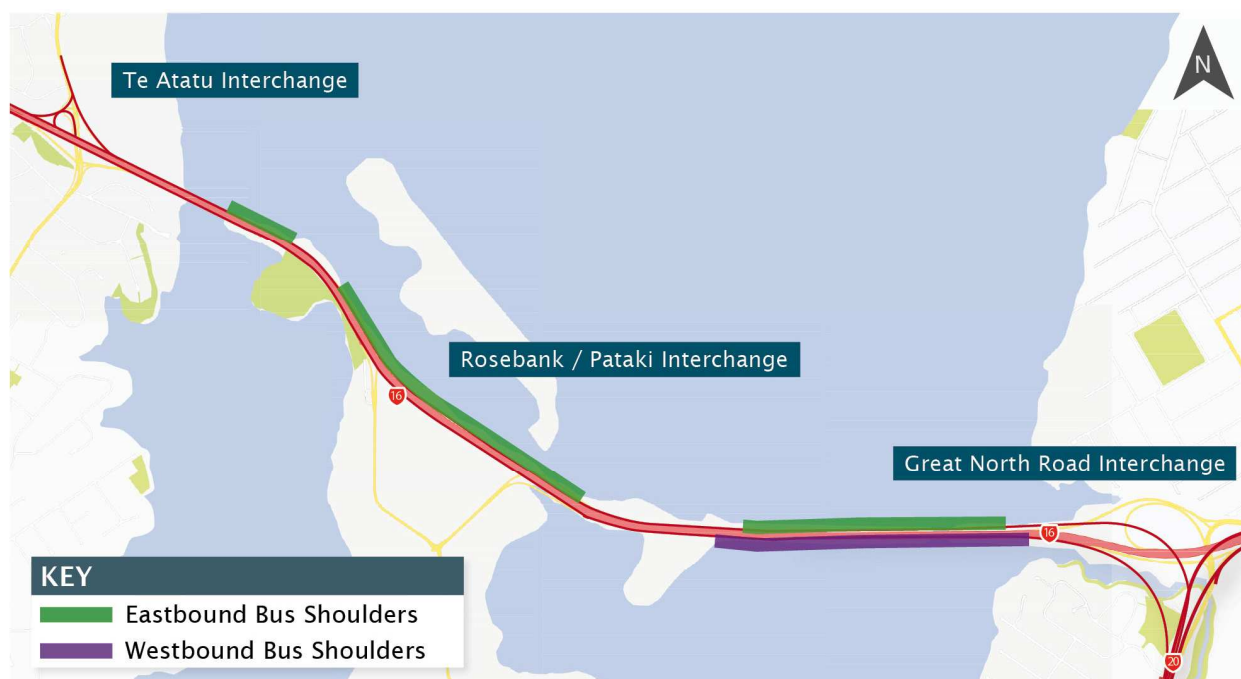 Te Atatu Interchange
N
Rosebank / Pataki Interchange
16
Great North Road Interchange
16
KEY
Eastbound Bus Shoulders
Westbound Bus Shoulders
20